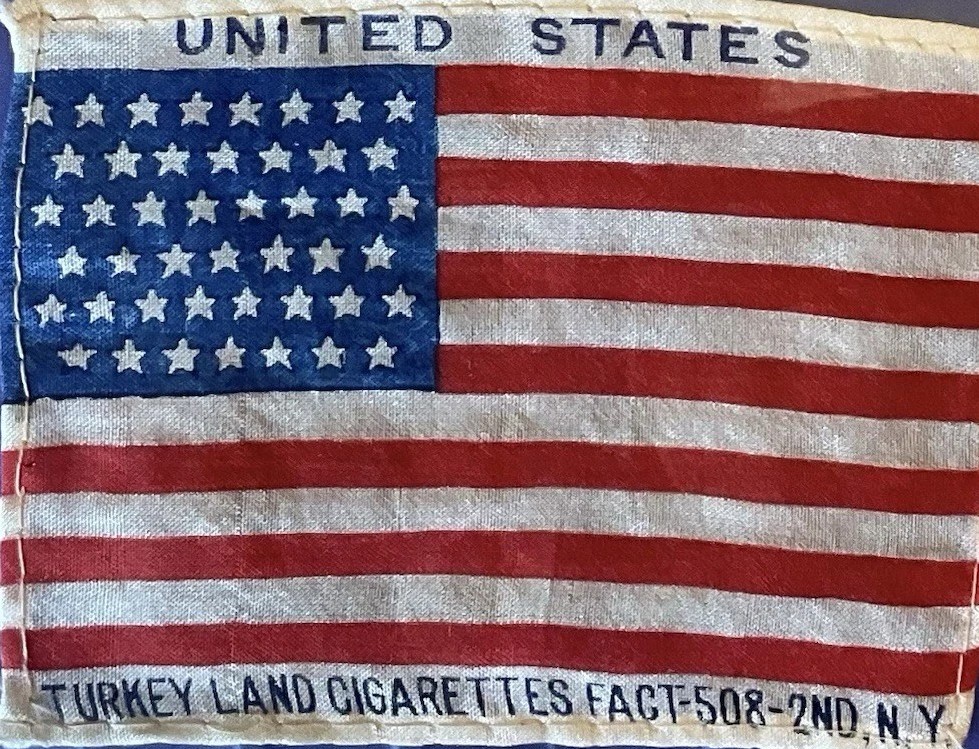 UNITED STATES
TURKEY LAND CIGARETTES FACT-508-2ND, N.Y.